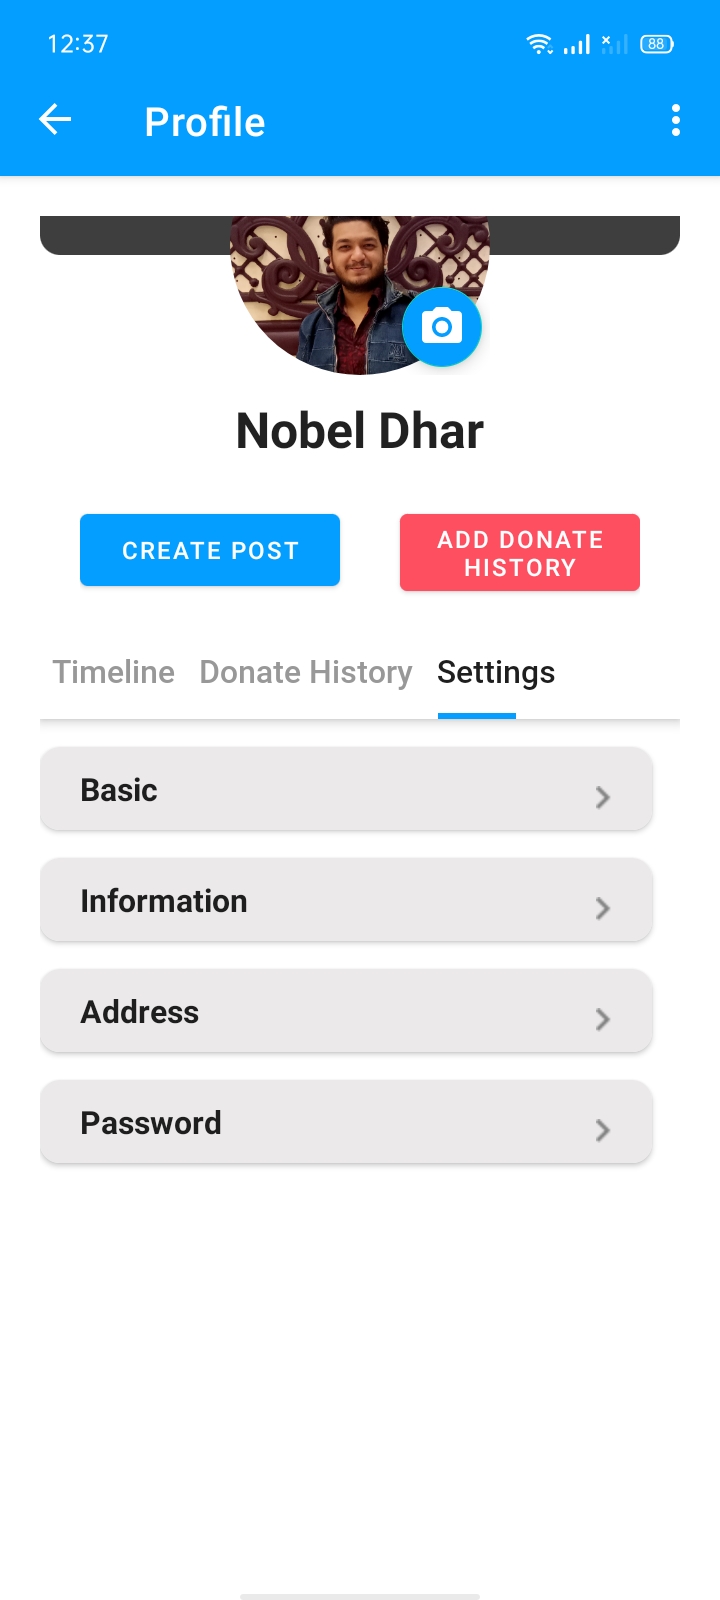 12:37
88
Profile
Nobel Dhar
CREATE POST
ADD DONATE
HISTORY
Timeline Donate History Settings
Basic
Information
Address
Password